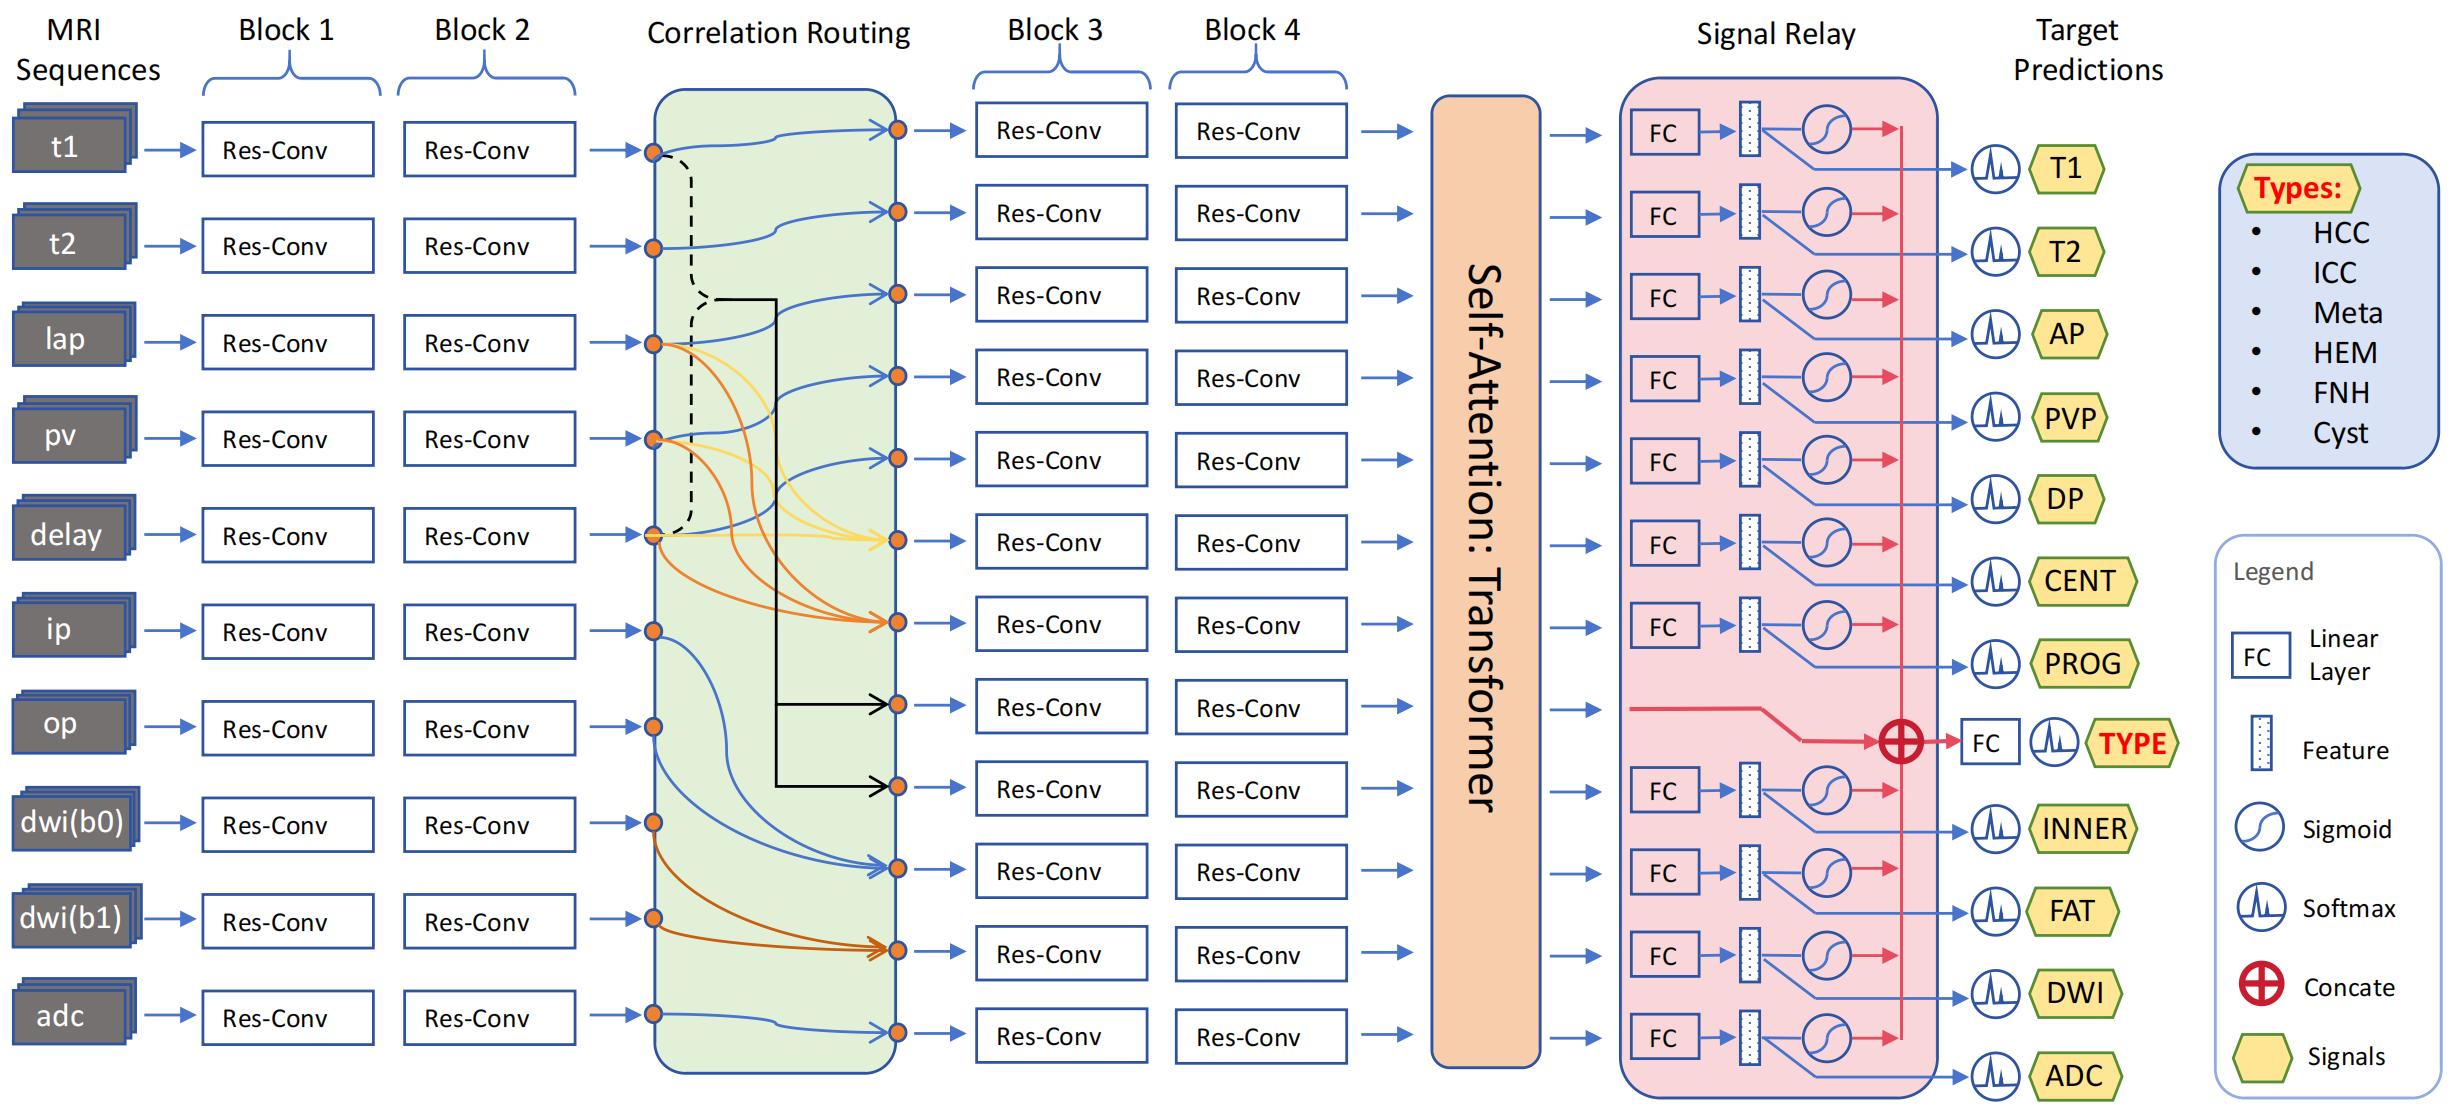 MRI
Sequences
Block 1
Block 2
Correlation Routing
Block 3
Block 4
Signal Relay
Target
Predictions
t1
Res-Conv
Res-Conv
Res-Conv
Res-Conv
FC
T1
t2
Res-Conv
Res-Conv
Res-Conv
Res-Conv
FC
T2
lap
Res-Conv
Res-Conv
Res-Conv
Res-Conv
FC
AP
pv
Res-Conv
Res-Conv
Res-Conv
Res-Conv
FC
PVP
delay
Res-Conv
Res-Conv
Res-Conv
Res-Conv
FC
DP
ip
Res-Conv
Res-Conv
Res-Conv
Res-Conv
FC
CENT
op
Res-Conv
Res-Conv
Res-Conv
Res-Conv
FC
PROG
dwi(b0)
Res-Conv
Res-Conv
Res-Conv
Res-Conv
FC
TYPE
dwi(b1)
Res-Conv
Res-Conv
Res-Conv
Res-Conv
FC
INNER
adc
Res-Conv
Res-Conv
Res-Conv
Res-Conv
FC
FAT
Res-Conv
Res-Conv
FC
DWI
Res-Conv
Res-Conv
FC
ADC
Self-Attention: Transformer
Types:
• HCC
• ICC
• Meta
• HEM
• FNH
• Cyst
Legend
FC
Linear
Layer
Feature
Sigmoid
Softmax
Concate
Signals